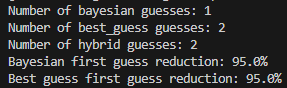 Number of bayesian guesses: 1
Number of best_guess guesses: 2
Number of hybrid guesses: 2
Bayesian first guess reduction: 95.0%
Best guess first guess reduction: 95.0%